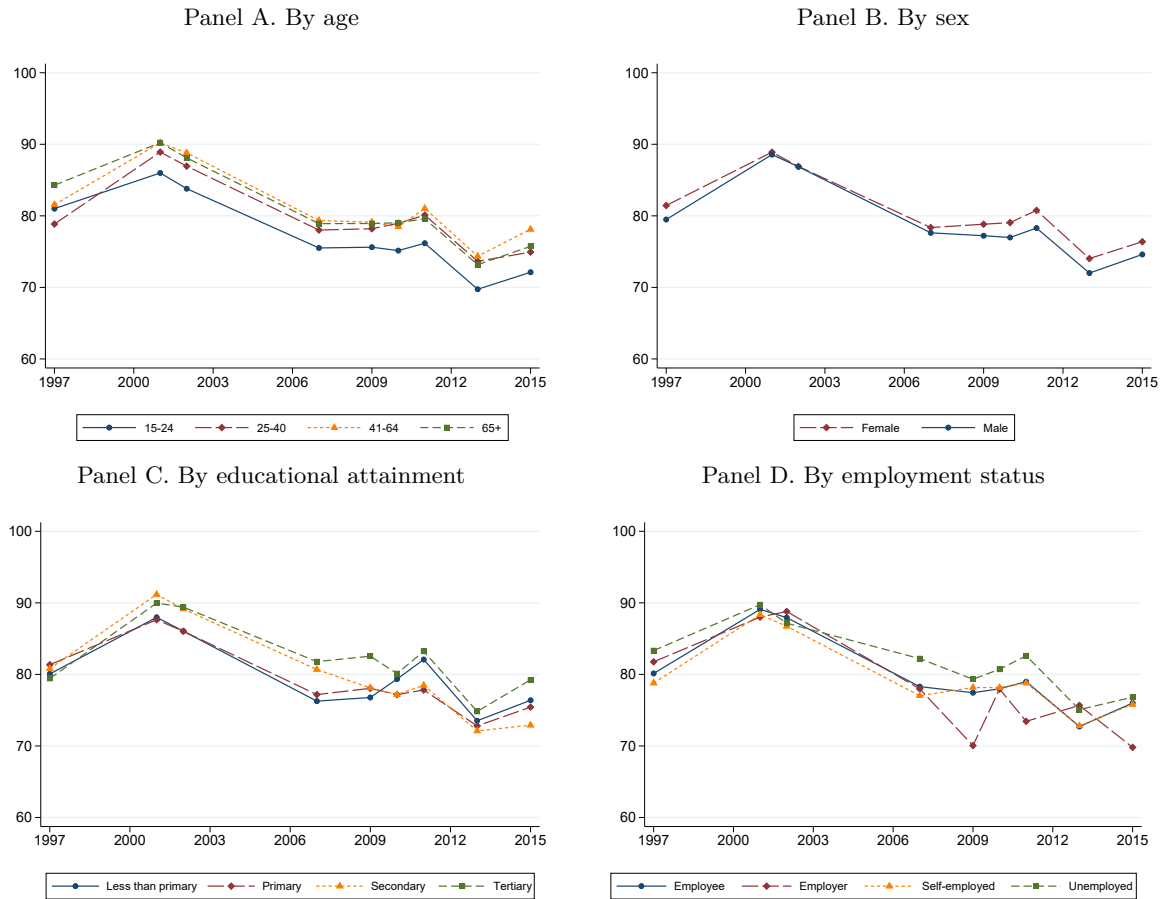 Panel A. By age
100
90
80
70
60
1997 2000 2003 2006 2009 2012 2015
15-24 25-40 41-64 65+
Panel B. By sex
100
90
80
70
60
1997 2000 2003 2006 2009 2012 2015
Female Male
Panel C. By educational attainment
100
90
80
70
60
1997 2000 2003 2006 2009 2012 2015
Less than primary Primary Secondary Tertiary
Panel D. By employment status
100
90
80
70
60
1997 2000 2003 2006 2009 2012 2015
Employee Employer Self-employed Unemployed